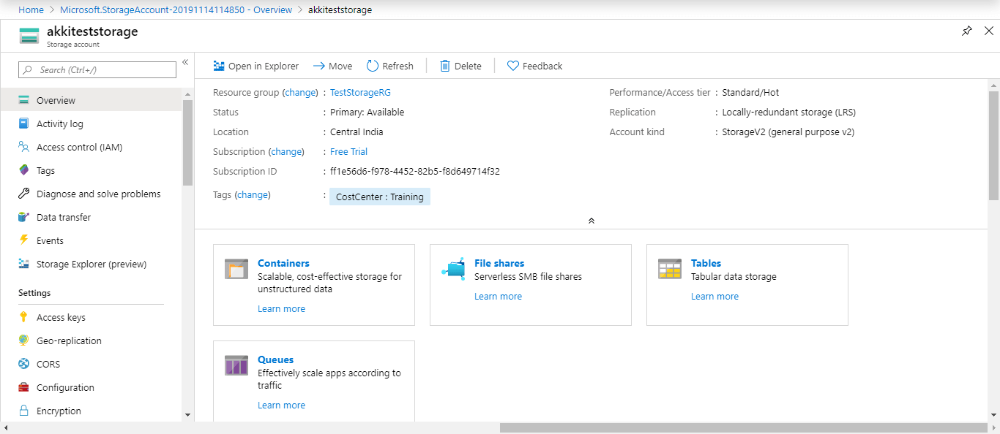 Home > Microsoft.StorageAccount-20191114114850 - Overview > akkiteststorage
akkiteststorage
Storage account
Search (Ctrl+/)
«
Overview
Activity log
Access control (IAM)
Tags
Diagnose and solve problems
Data transfer
Events
Storage Explorer (preview)
Settings
Access keys
Geo-replication
CORS
Configuration
Encryption
Open in Explorer Move Refresh Delete Feedback
Resource group (change) : TestStorageRG
Status : Primary: Available
Location : Central India
Subscription (change) : Free Trial
Subscription ID : ff1e56d6-f978-4452-82b5-f8d649714f32
Tags (change) : CostCenter : Training
Performance/Access tier : Standard/Hot
Replication : Locally-redundant storage (LRS)
Account kind : StorageV2 (general purpose v2)
Containers
Scalable, cost-effective storage for
unstructured data
Learn more
File shares
Serverless SMB file shares
Learn more
Tables
Tabular data storage
Learn more
Queues
Effectively scale apps according to
traffic
Learn more